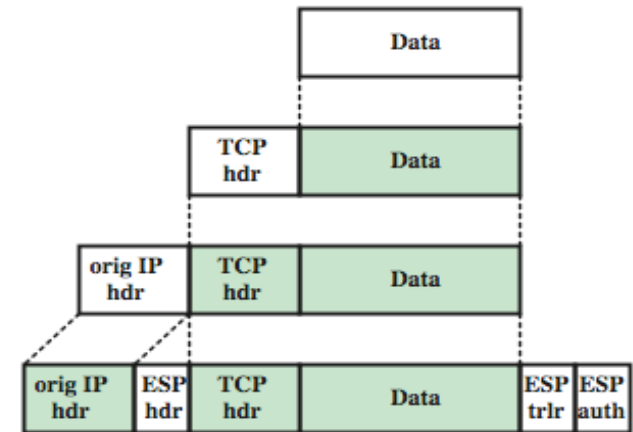 Data
TCP
hdr
Data
orig IP
hdr
TCP
hdr
Data
orig IP
hdr
ESP
hdr
TCP
hdr
Data
ESP
trlr
ESP
auth